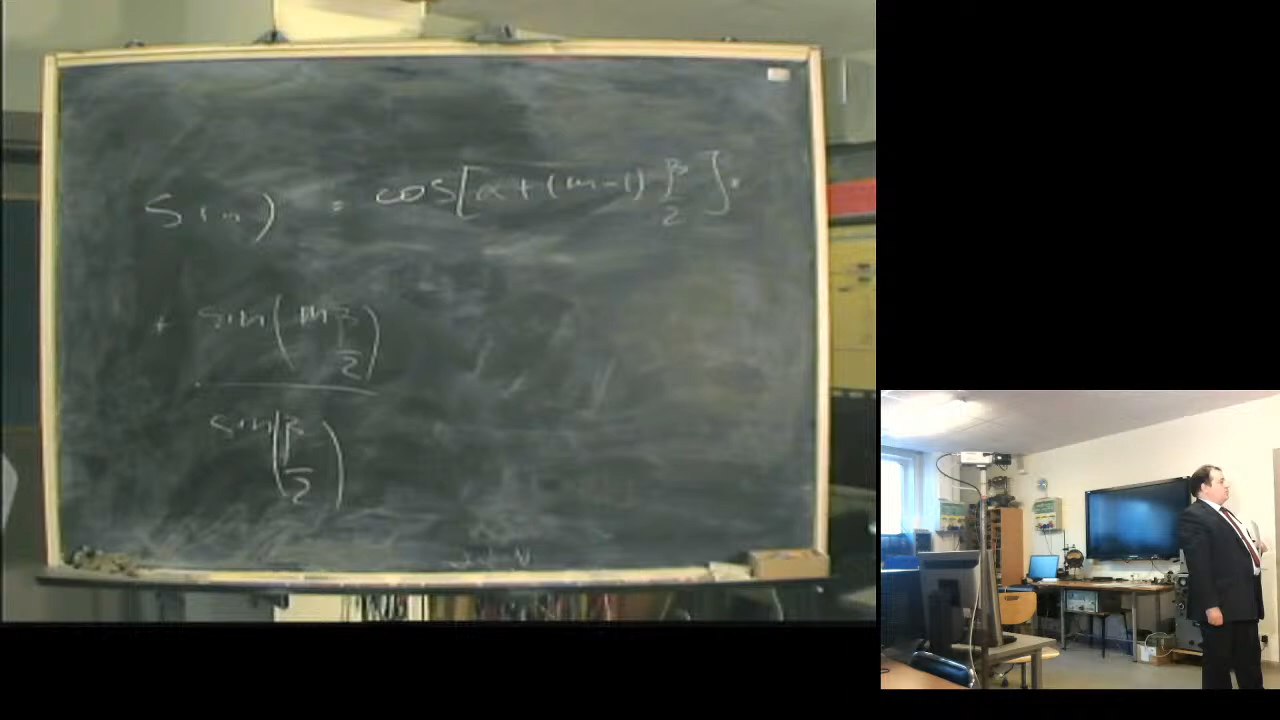 S(m) = cos[α+(m-1) β/2].
· sin(mβ/2)
sin(β/2)